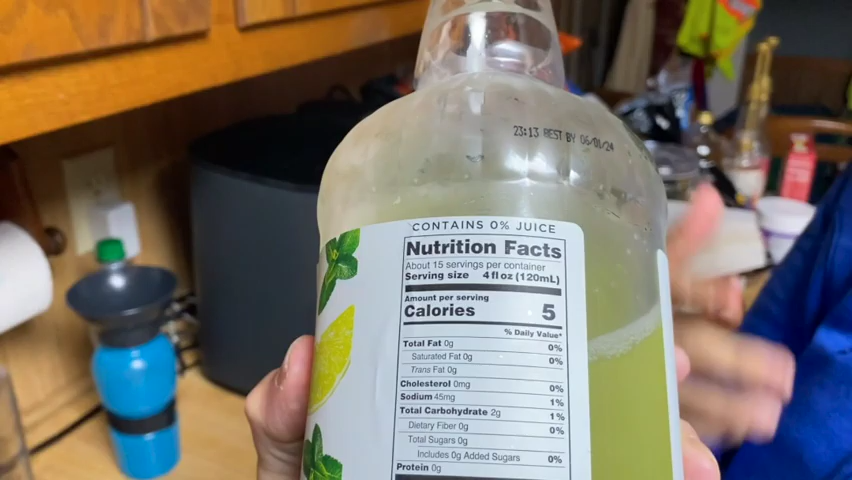 23:13 BEST BY 06/01/24
CONTAINS 0% JUICE
Nutrition Facts
About 15 servings per container
Serving size 4 fl oz (120mL)
Amount per serving
Calories 5
% Daily Value*
Total Fat 0g 0%
Saturated Fat 0g 0%
Trans Fat 0g
Cholesterol 0mg 0%
Sodium 45mg 1%
Total Carbohydrate 2g 1%
Dietary Fiber 0g 0%
Total Sugars 0g
Includes 0g Added Sugars 0%
Protein 0g